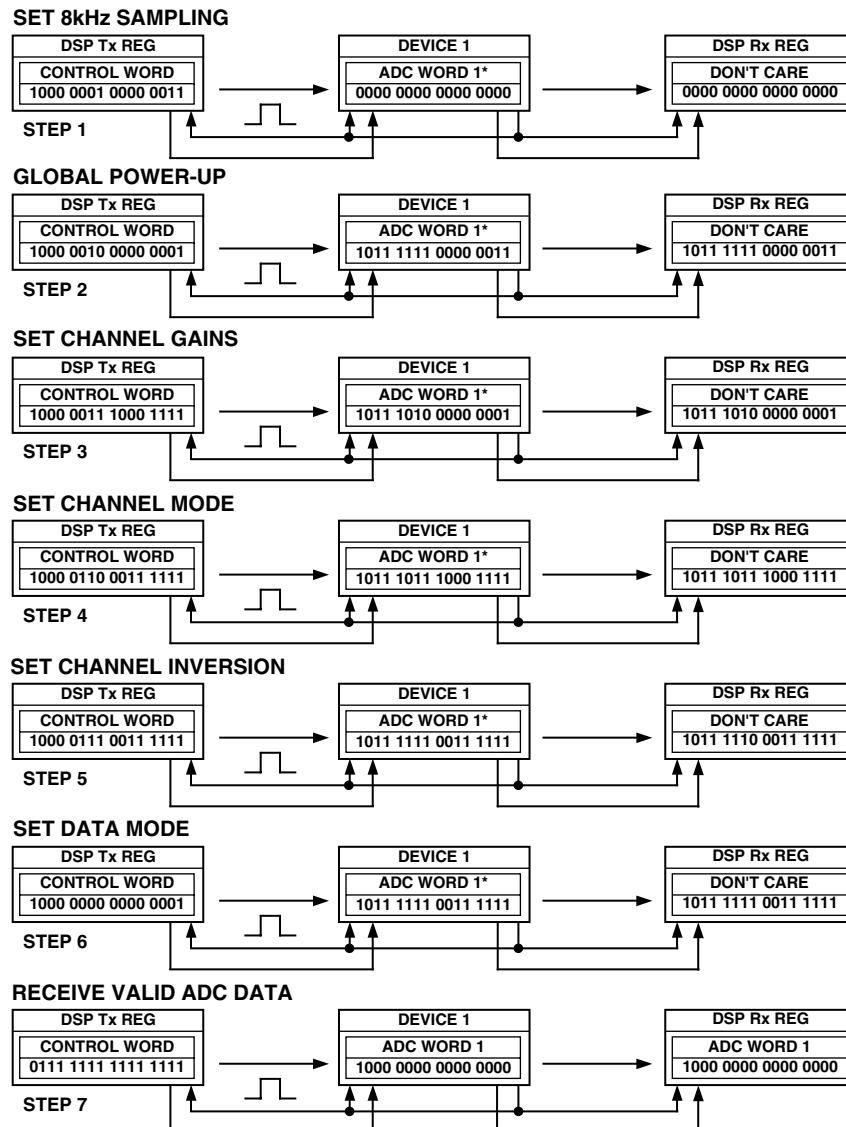 SET 8kHz SAMPLING
DSP Tx REG
CONTROL WORD
1000 0001 0000 0011
DEVICE 1
ADC WORD 1*
0000 0000 0000 0000
DSP Rx REG
DON'T CARE
0000 0000 0000 0000
STEP 1
GLOBAL POWER-UP
DSP Tx REG
CONTROL WORD
1000 0010 0000 0001
DEVICE 1
ADC WORD 1*
1011 1111 0000 0011
DSP Rx REG
DON'T CARE
1011 1111 0000 0011
STEP 2
SET CHANNEL GAINS
DSP Tx REG
CONTROL WORD
1000 0011 1000 1111
DEVICE 1
ADC WORD 1*
1011 1010 0000 0001
DSP Rx REG
DON'T CARE
1011 1010 0000 0001
STEP 3
SET CHANNEL MODE
DSP Tx REG
CONTROL WORD
1000 0110 0011 1111
DEVICE 1
ADC WORD 1*
1011 1011 1000 1111
DSP Rx REG
DON'T CARE
1011 1011 1000 1111
STEP 4
SET CHANNEL INVERSION
DSP Tx REG
CONTROL WORD
1000 0111 0011 1111
DEVICE 1
ADC WORD 1*
1011 1111 0011 1111
DSP Rx REG
DON'T CARE
1011 1110 0011 1111
STEP 5
SET DATA MODE
DSP Tx REG
CONTROL WORD
1000 0000 0000 0001
DEVICE 1
ADC WORD 1*
1011 1111 0011 1111
DSP Rx REG
DON'T CARE
1011 1111 0011 1111
STEP 6
RECEIVE VALID ADC DATA
DSP Tx REG
CONTROL WORD
0111 1111 1111 1111
DEVICE 1
ADC WORD 1
1000 0000 0000 0000
DSP Rx REG
ADC WORD 1
1000 0000 0000 0000
STEP 7